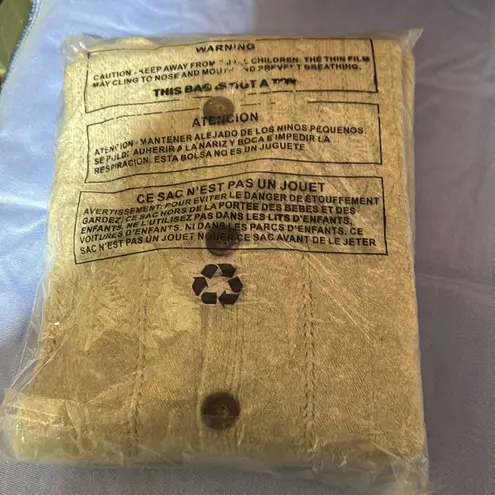 WARNING
CAUTION - KEEP AWAY FROM CHILDREN. THE THIN FILM
MAY CLING TO NOSE AND MOUTH AND PREVENT BREATHING.
THIS BAG IS NOT A TOY
ATENCION
ATENCION / MANTENER ALEJADO DE LOS NINOS PEQUENOS.
SE PULD: ADHERIR A LA NARIZ Y BOCA E IMPEDIR LA
RESPIRACION. ESTA BOLSA NO ES UN JUGUETE.
CE SAC N'EST PAS UN JOUET
AVERTISSEMENT: POUR EVITER LE DANGER DE ÉTOUFFEMENT
GARDEZ CE SAC HORS DE LA PORTEE DES BEBES ET DES
ENFANTS. NE L'UTILISEZ PAS DANS LES LITS D'ENFANTS,
VOITURES D'ENFANTS. NI DANS LES PARCS D'ENFANTS. CE
SAC N'EST PAS UN JOUET NOUER CE SAC AVANT DE LE JETER